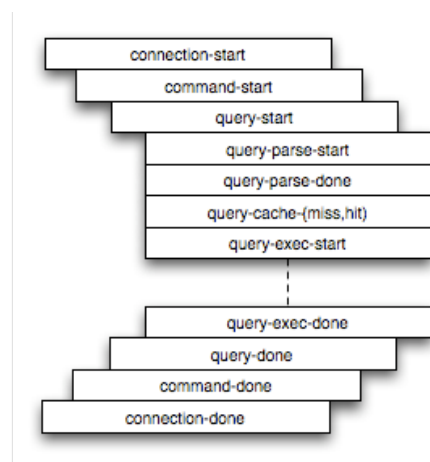 connection-start
command-start
query-start
query-parse-start
query-parse-done
query-cache-(miss,hit)
query-exec-start
query-exec-done
query-done
command-done
connection-done